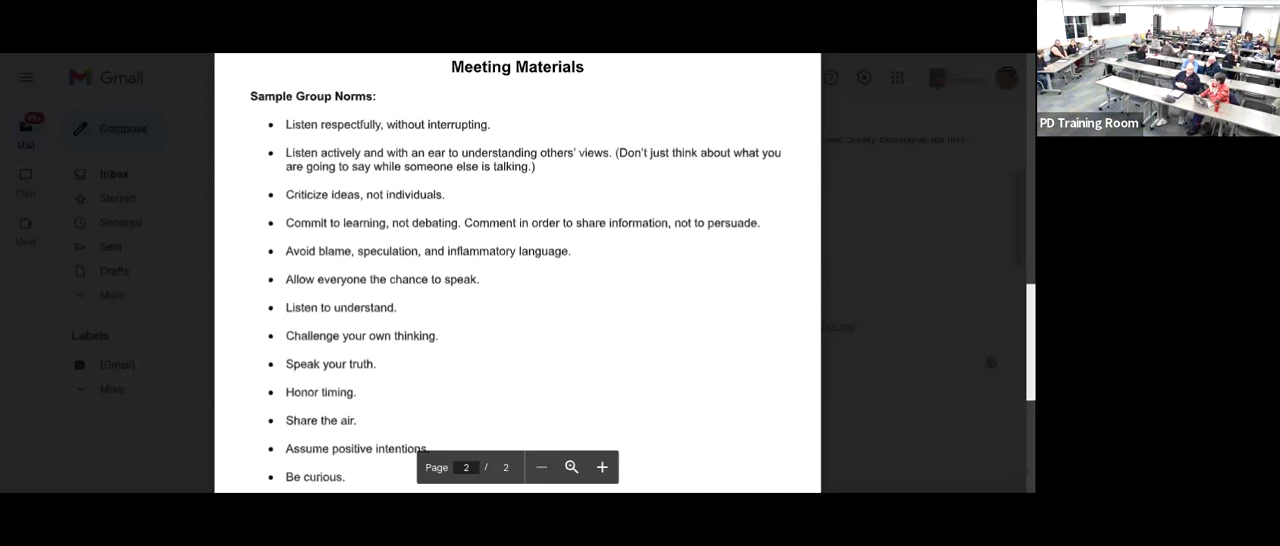 Meeting Materials
Sample Group Norms:
• Listen respectfully, without interrupting.
• Listen actively and with an ear to understanding others' views. (Don't just think about what you
are going to say while someone else is talking.)
• Criticize ideas, not individuals.
• Commit to learning, not debating. Comment in order to share information, not to persuade.
• Avoid blame, speculation, and inflammatory language.
• Allow everyone the chance to speak.
• Listen to understand.
• Challenge your own thinking.
• Speak your truth.
• Honor timing.
• Share the air.
• Assume positive intentions.
• Be curious.
Page 2 / 2
Gmail
Compose
Mail
Chat
Meet
Inbox
Starred
Snoozed
Sent
Drafts
More
Labels
[Gmail]
More
PD Training Room